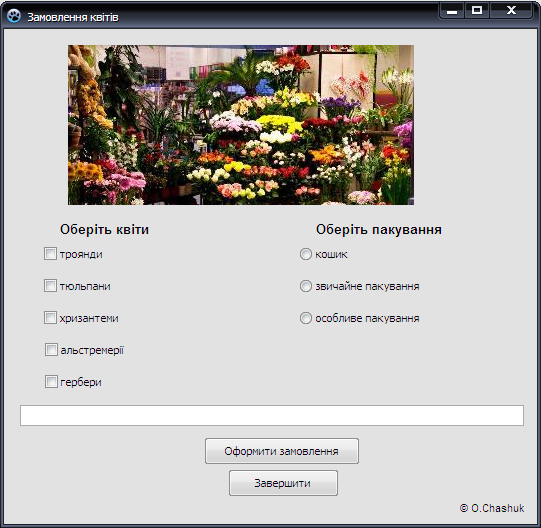 Замовлення квітів
Оберіть квіти
Оберіть пакування
троянди
кошик
тюльпани
звичайне пакування
хризантеми
особливе пакування
альстремерії
гербери
Оформити замовлення
Завершити
© O.Chashuk